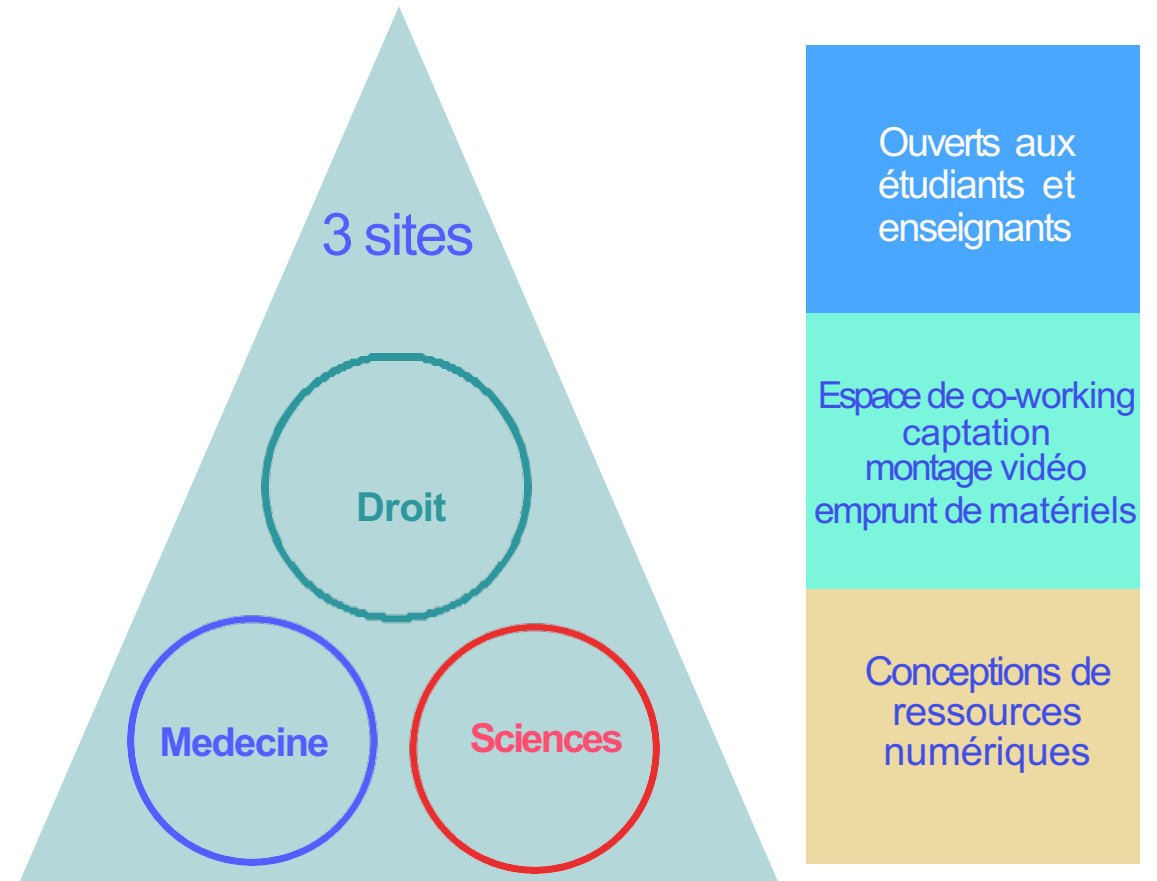 3 sites
Droit
Medecine
Sciences
Ouverts aux
étudiants et
enseignants
Espace de co-working
captation
montage vidéo
emprunt de matériels
Conceptions de
ressources
numériques